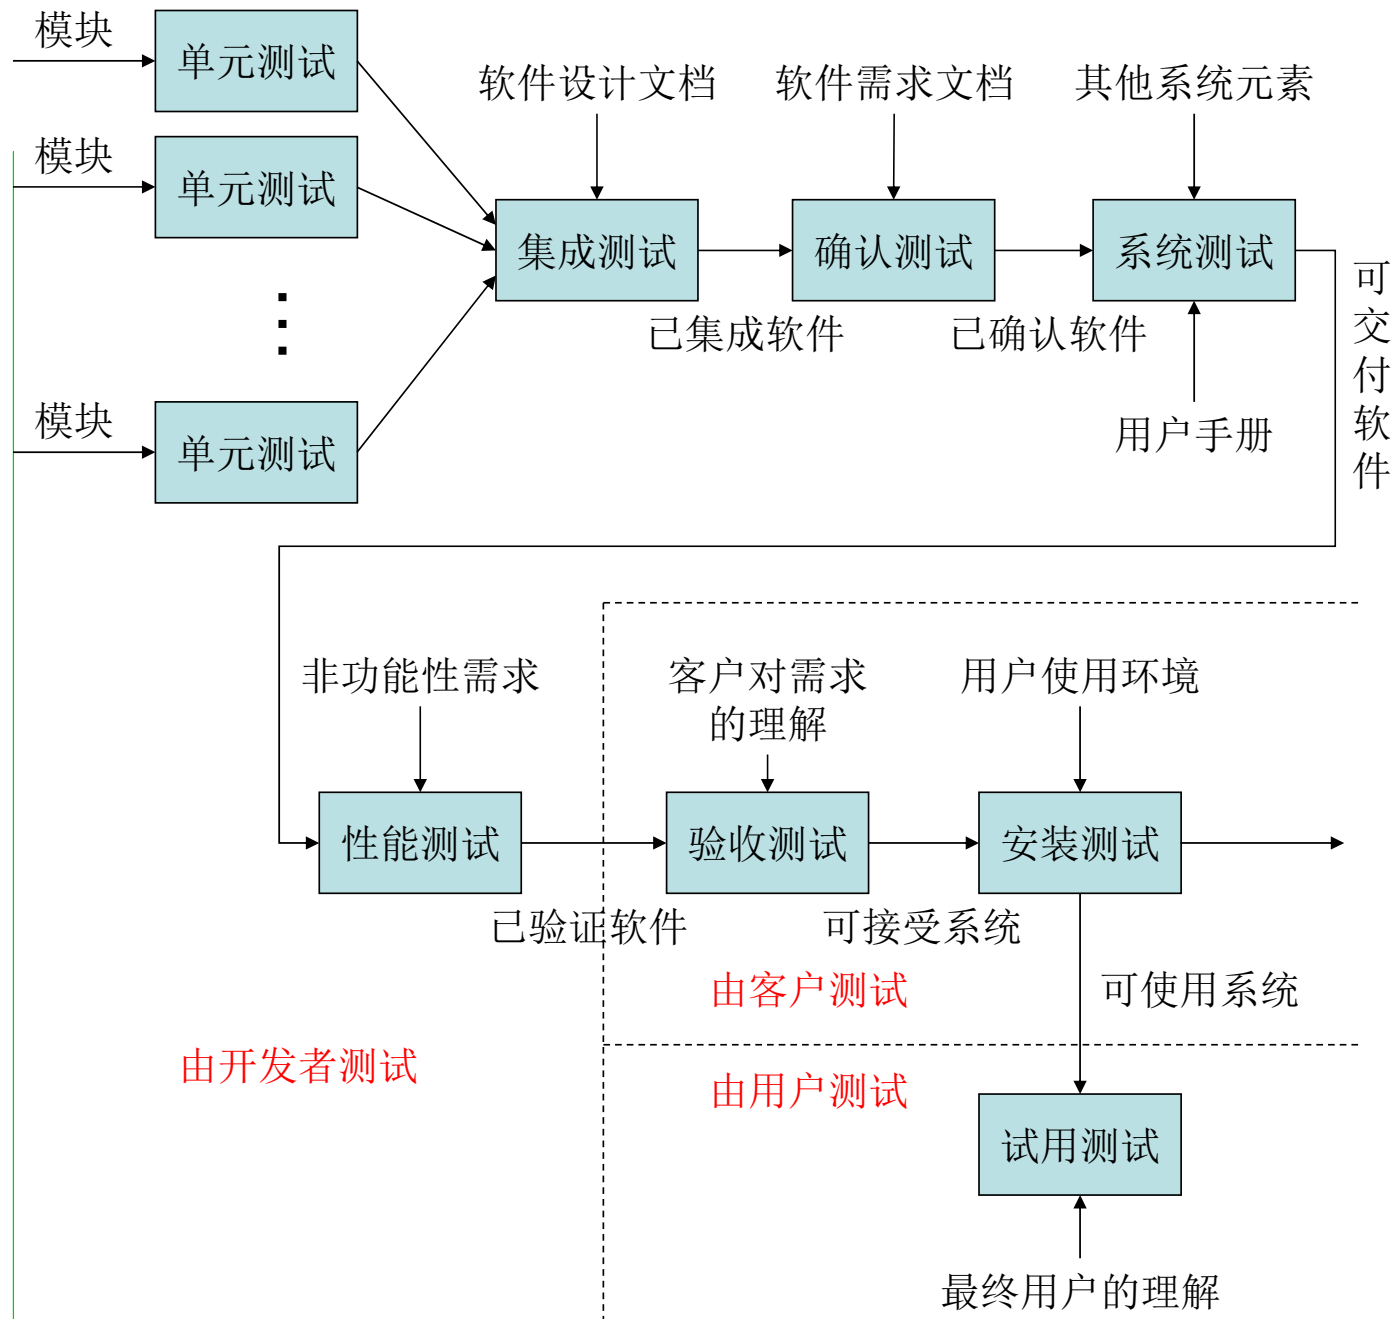 模块
单元测试
模块
单元测试
模块
单元测试
软件设计文档
软件需求文档
其他系统元素
集成测试
确认测试
系统测试
已集成软件
已确认软件
用户手册
可交付软件
非功能性需求
客户对需求
的理解
用户使用环境
性能测试
验收测试
安装测试
已验证软件
可接受系统
由客户测试
可使用系统
由开发者测试
由用户测试
试用测试
最终用户的理解